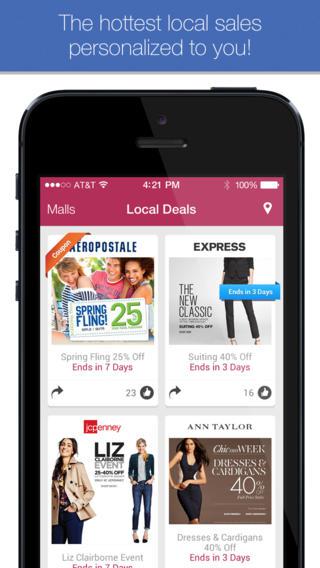 The hottest local sales
personalized to you!
AT&T
4:21 PM
100%
Malls
Local Deals
Coupon
AEROPOSTALE
SPRING
FLING!
25
Spring Fling 25% Off
Ends in 7 Days
23
EXPRESS
THE
NEW
CLASSIC
SUITING 40% OFF
Ends in 3 Days
Suiting 40% Off
Ends in 3 Days
16
jcpenney
LIZ
CLAIBORNE
EVENT
25-40% OFF
Liz Claiborne Event
Ends in 7 Days
ANN TAYLOR
Chic WEEK
DRESSES &
CARDIGANS
40%
Dresses & Cardigans
40% Off
Ends in 3 Days